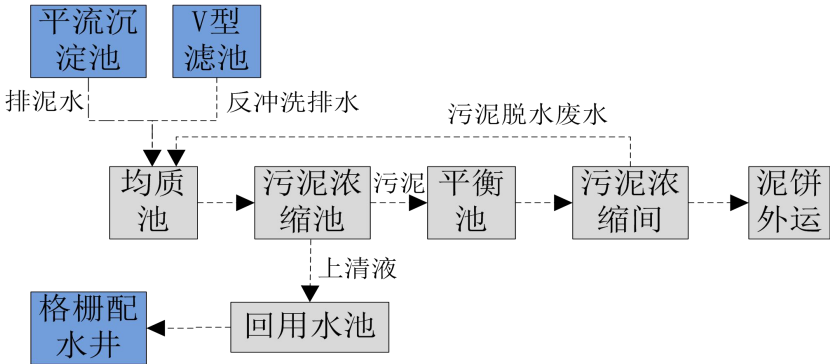 平流沉
淀池
V型
滤池
排泥水
反冲洗排水
污泥脱水废水
均质
池
污泥浓
缩池
污泥
平衡
池
污泥浓
缩间
泥饼
外运
上清液
格栅配
水井
回用水池